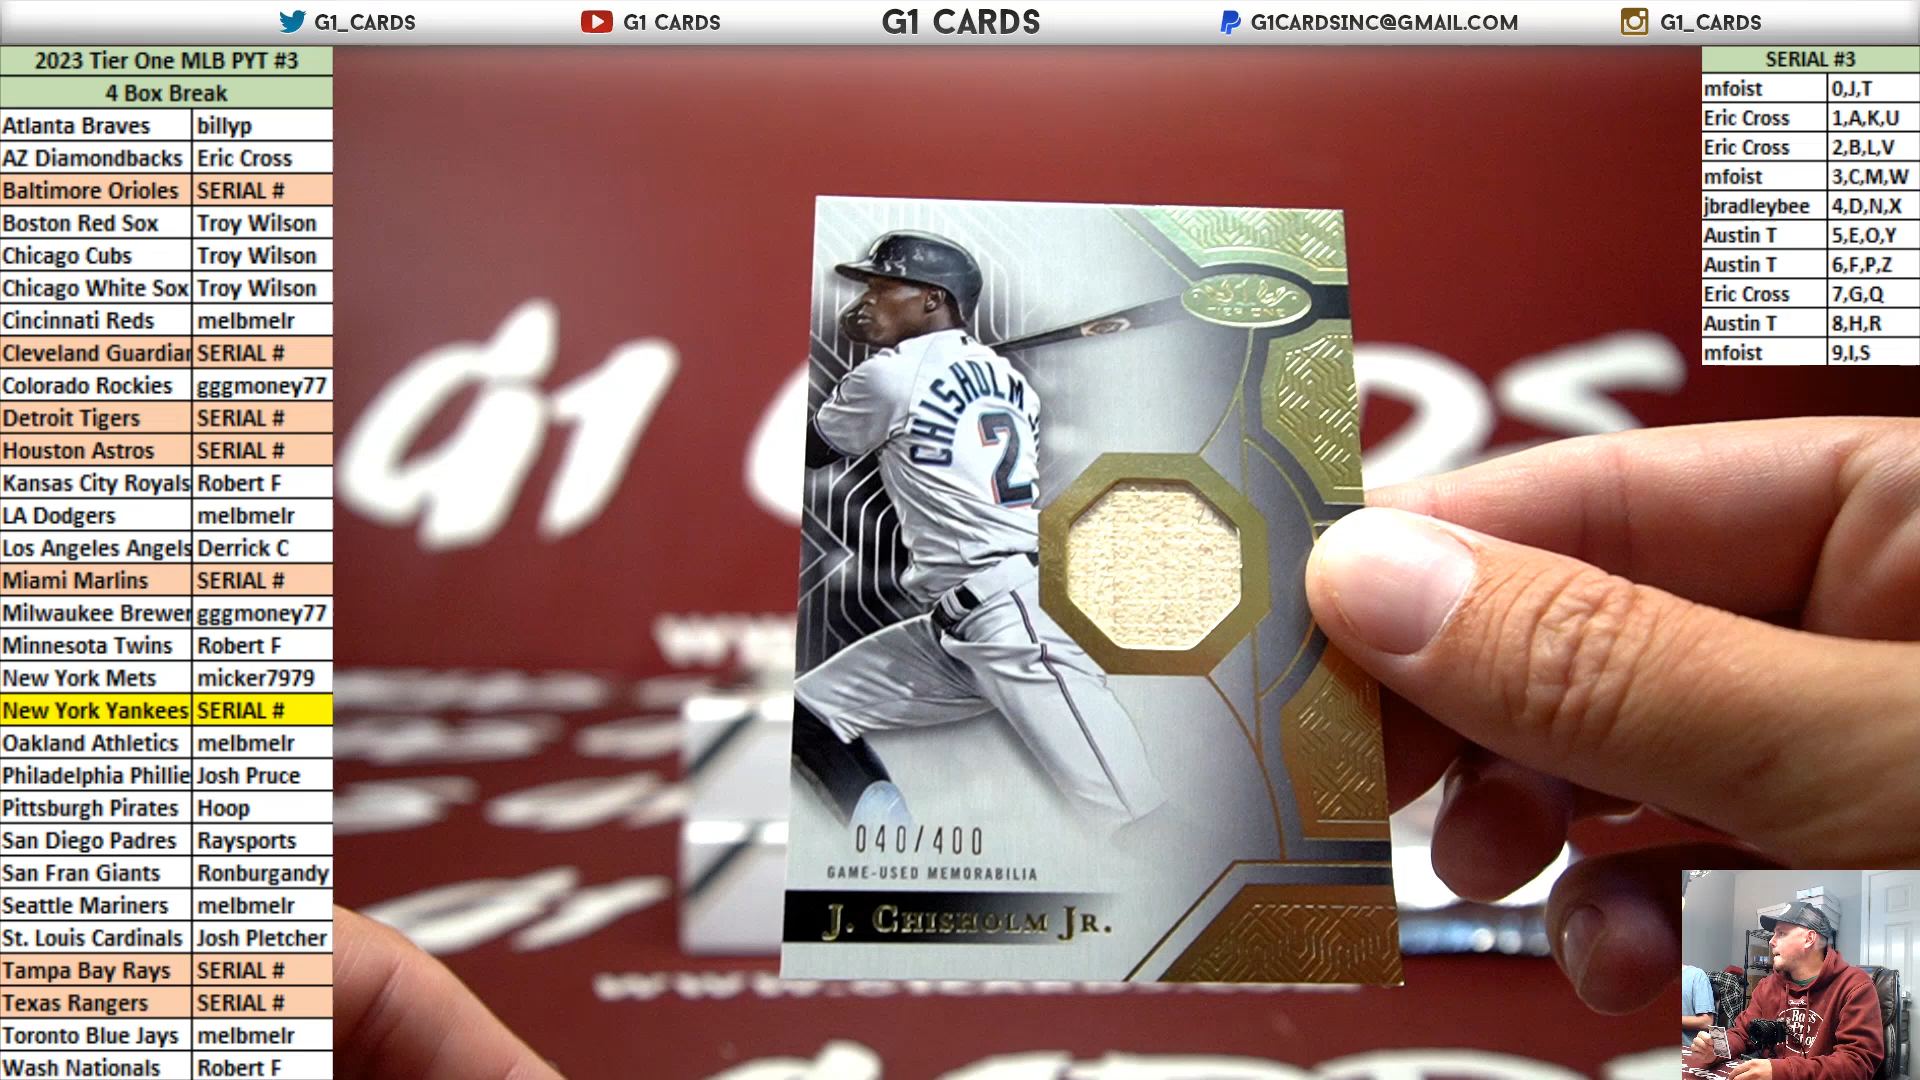 G1_CARDS
G1 CARDS
G1 CARDS
G1CARDSINC@GMAIL.COM
G1_CARDS
2023 Tier One MLB PYT #3
4 Box Break
Atlanta Braves billyp
AZ Diamondbacks Eric Cross
Baltimore Orioles SERIAL #
Boston Red Sox Troy Wilson
Chicago Cubs Troy Wilson
Chicago White Sox Troy Wilson
Cincinnati Reds melbmelr
Cleveland Guardian SERIAL #
Colorado Rockies gggmoney77
Detroit Tigers SERIAL #
Houston Astros SERIAL #
Kansas City Royals Robert F
LA Dodgers melbmelr
Los Angeles Angels Derrick C
Miami Marlins SERIAL #
Milwaukee Brewer gggmoney77
Minnesota Twins Robert F
New York Mets micker7979
New York Yankees SERIAL #
Oakland Athletics melbmelr
Philadelphia Phillie Josh Pruce
Pittsburgh Pirates Hoop
San Diego Padres Raysports
San Fran Giants Ronburgandy
Seattle Mariners melbmelr
St. Louis Cardinals Josh Pletcher
Tampa Bay Rays SERIAL #
Texas Rangers SERIAL #
Toronto Blue Jays melbmelr
Wash Nationals Robert F
SERIAL #3
mfoist 0,J,T
Eric Cross 1,A,K,U
Eric Cross 2,B,L,V
mfoist 3,C,M,W
jbradleybee 4,D,N,X
Austin T 5,E,O,Y
Austin T 6,F,P,Z
Eric Cross 7,G,Q
Austin T 8,H,R
mfoist 9,I,S
TIER ONE
CHISHOLM
2
040/400
GAME-USED MEMORABILIA
J. CHISHOLM JR.
G1